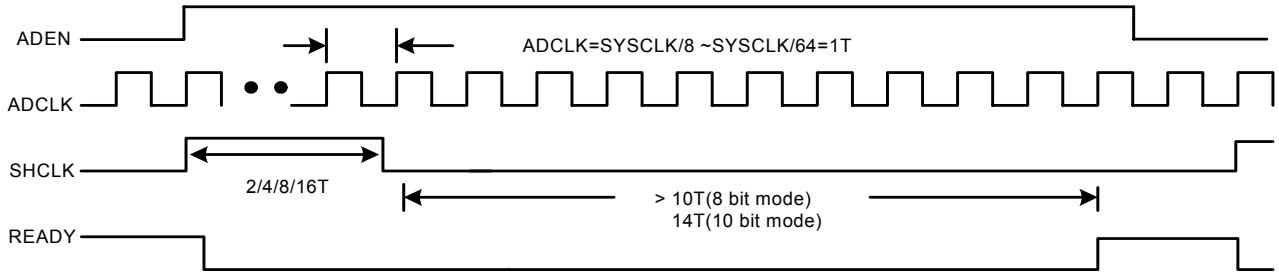 ADEN
ADCLK=SYSCLK/8 ~SYSCLK/64=1T
ADCLK
SHCLK
2/4/8/16T
> 10T(8 bit mode)
14T(10 bit mode)
READY